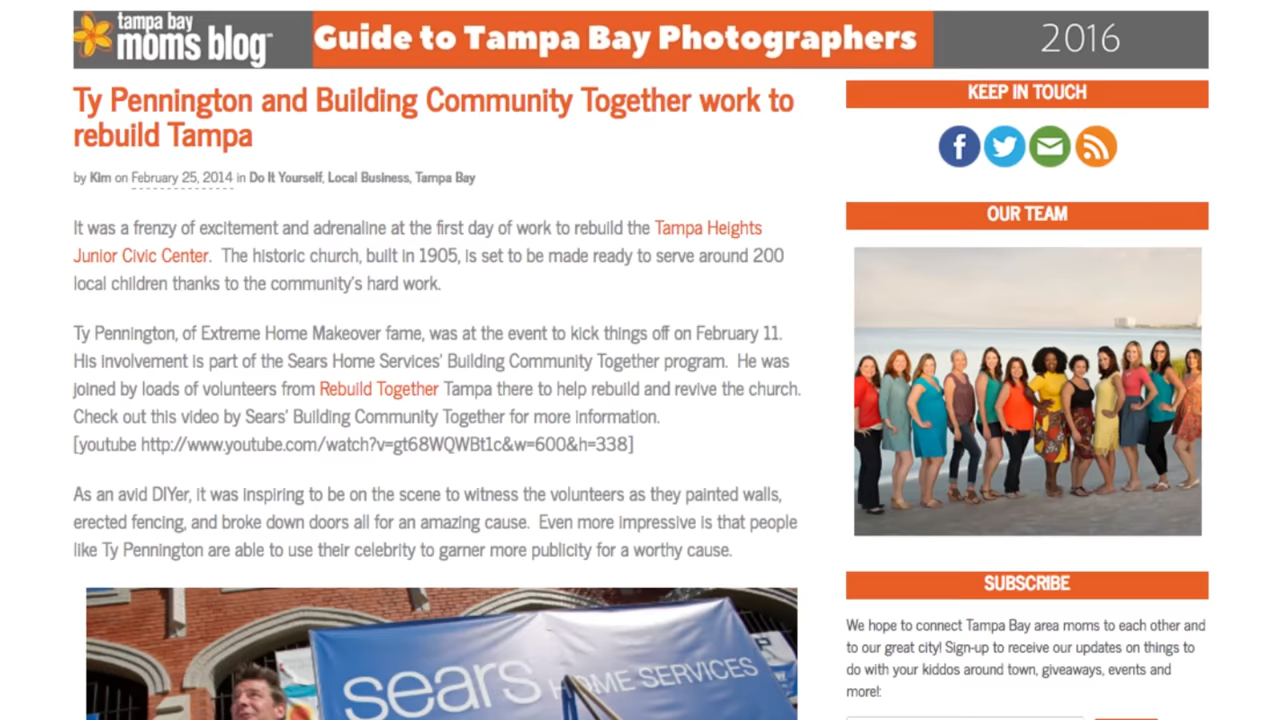 tampa bay
moms blog
Guide to Tampa Bay Photographers
2016
Ty Pennington and Building Community Together work to
rebuild Tampa
by Kim on February 25, 2014 in Do It Yourself, Local Business, Tampa Bay
It was a frenzy of excitement and adrenaline at the first day of work to rebuild the Tampa Heights
Junior Civic Center.  The historic church, built in 1905, is set to be made ready to serve around 200
local children thanks to the community's hard work.
Ty Pennington, of Extreme Home Makeover fame, was at the event to kick things off on February 11.
His involvement is part of the Sears Home Services' Building Community Together program.  He was
joined by loads of volunteers from Rebuild Together Tampa there to help rebuild and revive the church.
Check out this video by Sears' Building Community Together for more information.
[youtube http://www.youtube.com/watch?v=gt68WQWBt1c&w=600&h=338]
As an avid DIYer, it was inspiring to be on the scene to witness the volunteers as they painted walls,
erected fencing, and broke down doors all for an amazing cause.  Even more impressive is that people
like Ty Pennington are able to use their celebrity to garner more publicity for a worthy cause.
sears HOME SERVICES
KEEP IN TOUCH
OUR TEAM
SUBSCRIBE
We hope to connect Tampa Bay area moms to each other and
to our great city! Sign-up to receive our updates on things to
do with your kiddos around town, giveaways, events and
more!: